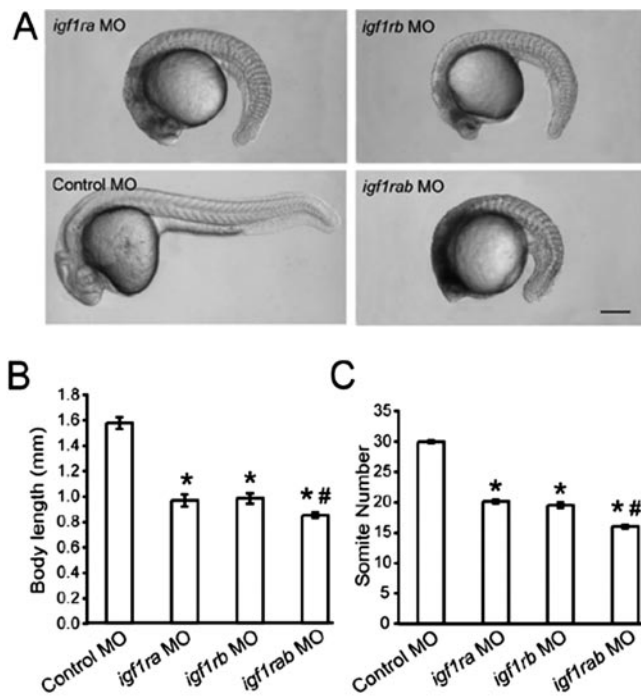 A
igf1ra MO
igf1rb MO
Control MO
igf1rab MO
B
Body length (mm)
1.8
1.6
1.4
1.2
1.0
0.8
0.6
0.4
0.2
0.0
*
*
*#
Control MO
igf1ra MO
igf1rb MO
igf1rab MO
C
Somite Number
35
30
25
20
15
10
5
0
*
*
*#
Control MO
igf1ra MO
igf1rb MO
igf1rab MO